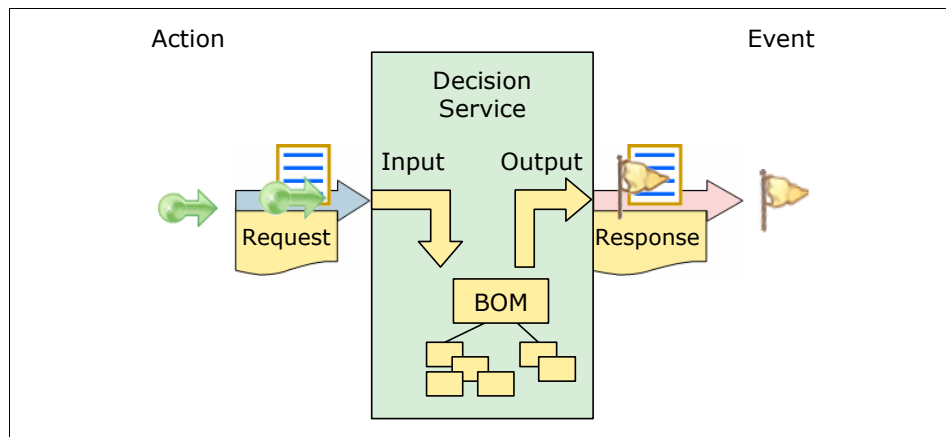 Action
Event
Decision
Service
Input
Output
Request
Response
BOM